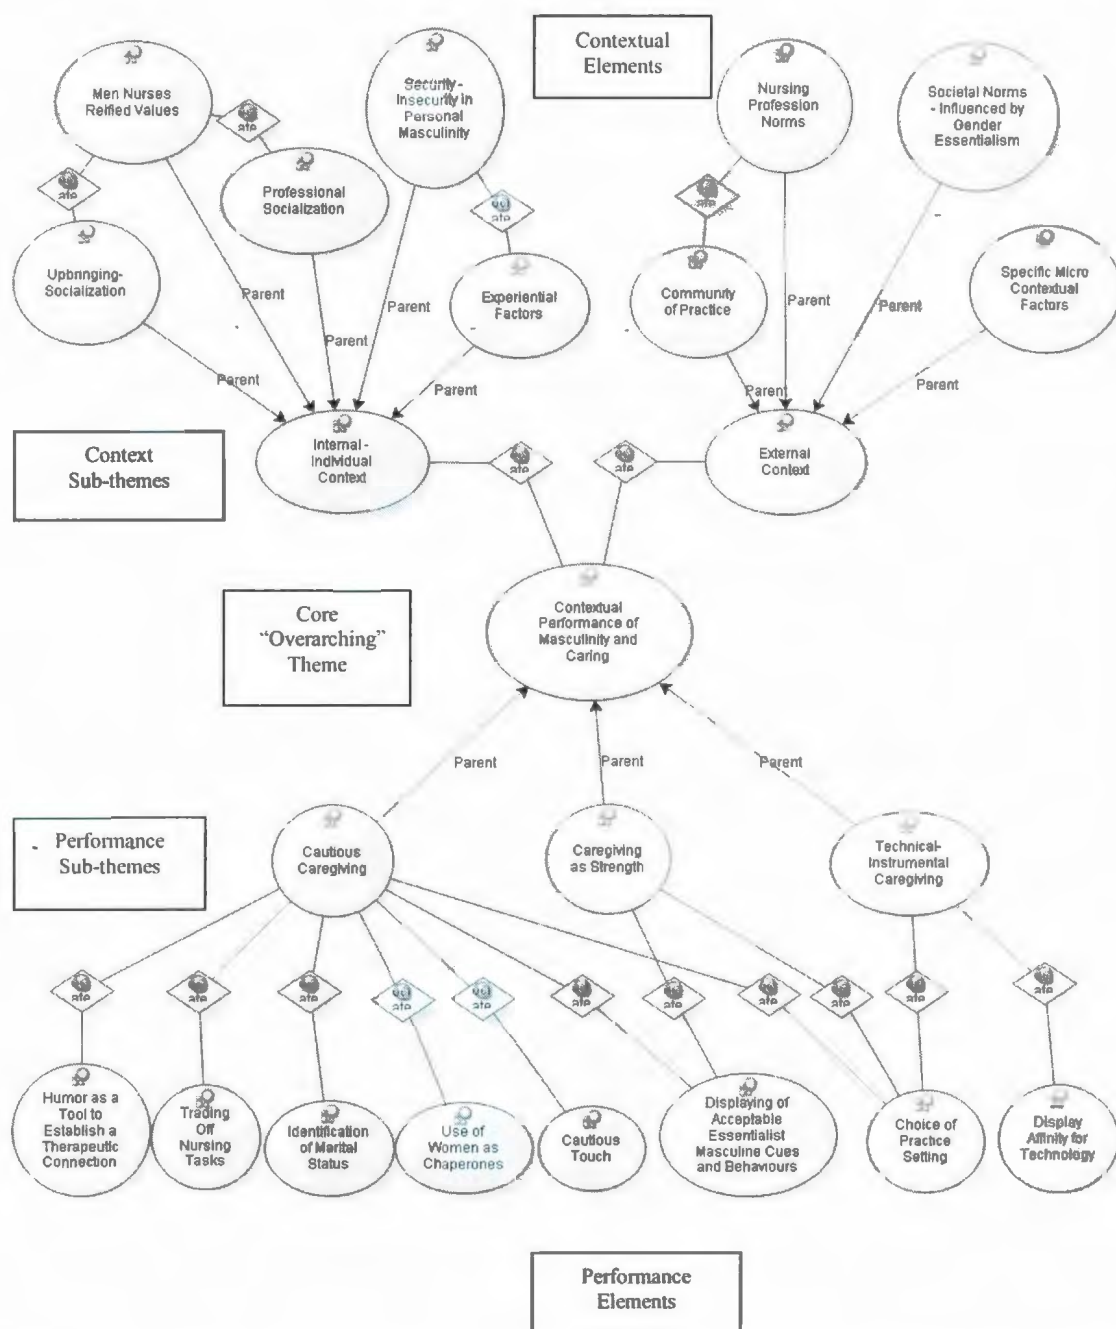 Contextual
Elements
Men Nurses
Reified Values
Security -
Insecurity in
Personal
Masculinity
Nursing
Profession
Norms
Societal Norms
- Influenced by
Gender
Essentialism
Professional
Socialization
Upbringing-
Socialization
Experiential
Factors
Community
of Practice
Specific Micro
Contextual
Factors
Parent
Parent
Parent
Parent
Parent
Parent
Parent
Parent
Parent
Context
Sub-themes
Internal -
Individual
Context
External
Context
Core
"Overarching"
Theme
Contextual
Performance of
Masculinity and
Caring
Parent
Parent
Parent
Performance
Sub-themes
Cautious
Caregiving
Caregiving
as Strength
Technical-
Instrumental
Caregiving
Humor as a
Tool to
Establish a
Therapeutic
Connection
Trading
Off
Nursing
Tasks
Identification
of Marital
Status
Use of
Women as
Chaperones
Cautious
Touch
Displaying of
Acceptable
Essentialist
Masculine Cues
and Behaviours
Choice of
Practice
Setting
Display
Affinity for
Technology
Performance
Elements